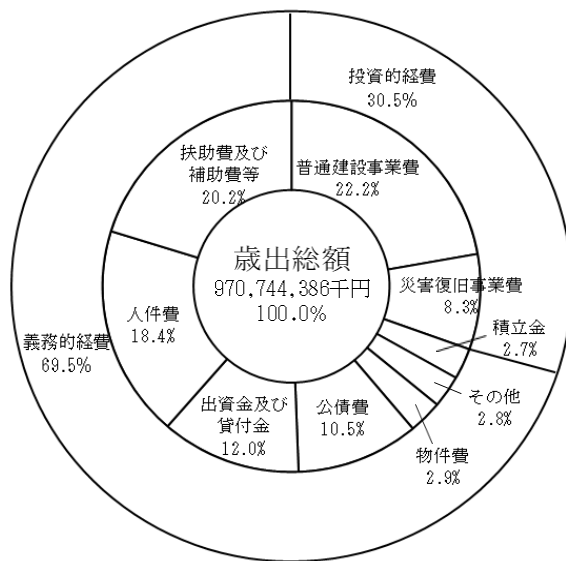 投資的経費
30.5%
扶助費及び
補助費等
20.2%
普通建設事業費
22.2%
歳出総額
970,744,386千円
100.0%
災害復旧事業費
8.3%
人件費
18.4%
積立金
2.7%
義務的経費
69.5%
その他
2.8%
出資金及び
貸付金
12.0%
公債費
10.5%
物件費
2.9%